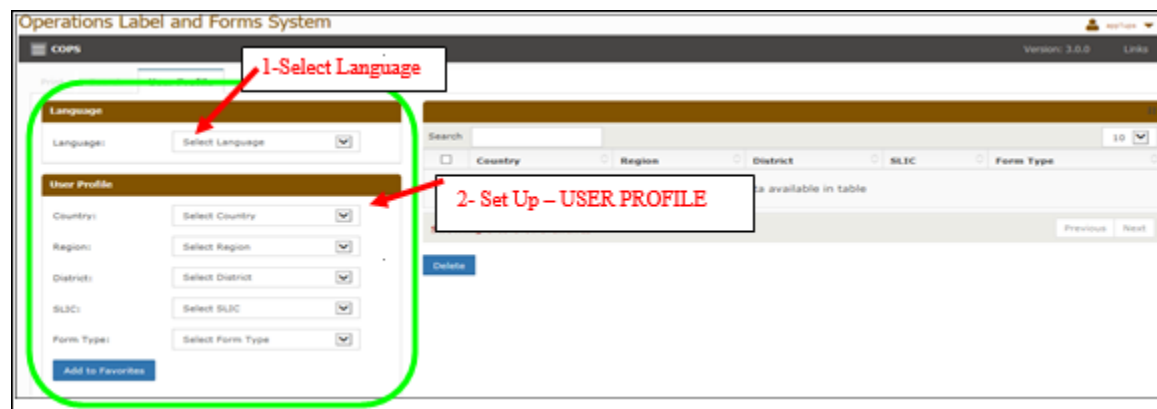 Operations Label and Forms System
COPS
Version: 3.0.0 Links
1-Select Language
Language
Language: Select Language
User Profile
Country: Select Country
Region: Select Region
District: Select District
SLIC: Select SLIC
Form Type: Select Form Type
Add to Favorites
Search
10
Country Region District SLIC Form Type
available in table
2- Set Up – USER PROFILE
Previous Next
Delete